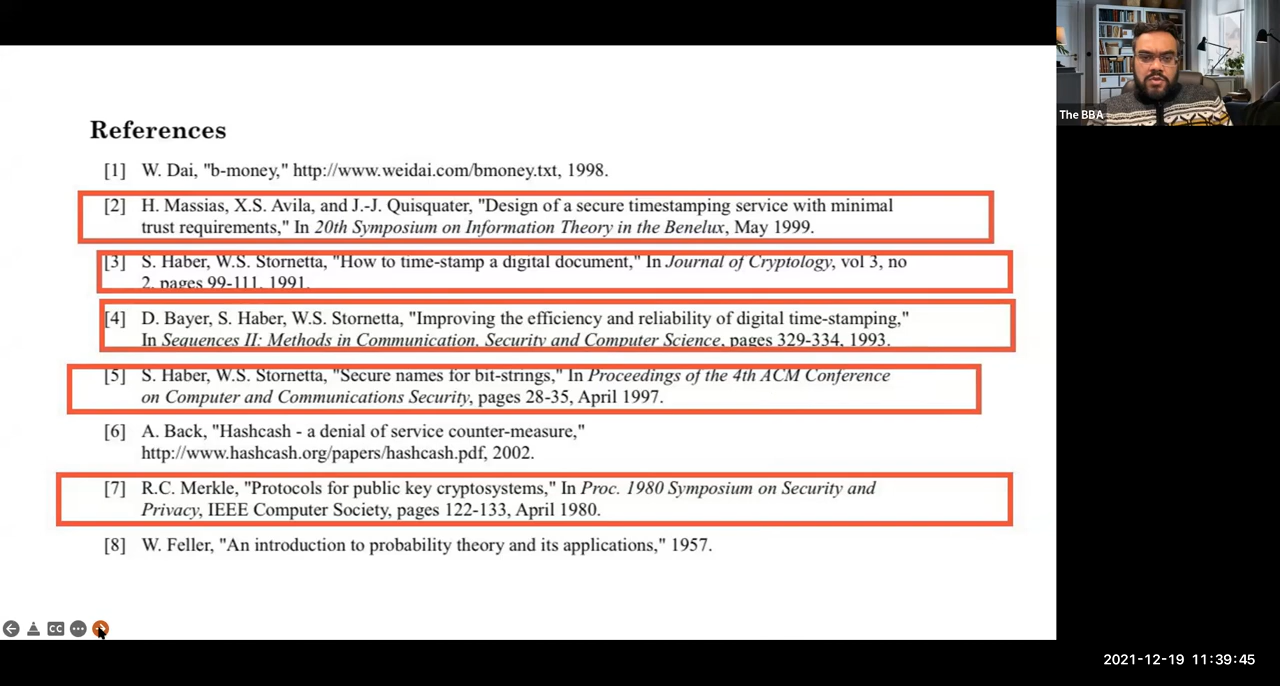 The BBA
References
[1] W. Dai, "b-money," http://www.weidai.com/bmoney.txt, 1998.
[2] H. Massias, X.S. Avila, and J.-J. Quisquater, "Design of a secure timestamping service with minimal
trust requirements," In 20th Symposium on Information Theory in the Benelux, May 1999.
[3] S. Haber, W.S. Stornetta, "How to time-stamp a digital document," In Journal of Cryptology, vol 3, no
2, pages 99-111, 1991.
[4] D. Bayer, S. Haber, W.S. Stornetta, "Improving the efficiency and reliability of digital time-stamping,"
In Sequences II: Methods in Communication, Security and Computer Science, pages 329-334, 1993.
[5] S. Haber, W.S. Stornetta, "Secure names for bit-strings," In Proceedings of the 4th ACM Conference
on Computer and Communications Security, pages 28-35, April 1997.
[6] A. Back, "Hashcash - a denial of service counter-measure,"
http://www.hashcash.org/papers/hashcash.pdf, 2002.
[7] R.C. Merkle, "Protocols for public key cryptosystems," In Proc. 1980 Symposium on Security and
Privacy, IEEE Computer Society, pages 122-133, April 1980.
[8] W. Feller, "An introduction to probability theory and its applications," 1957.
CC
2021-12-19 11:39:45